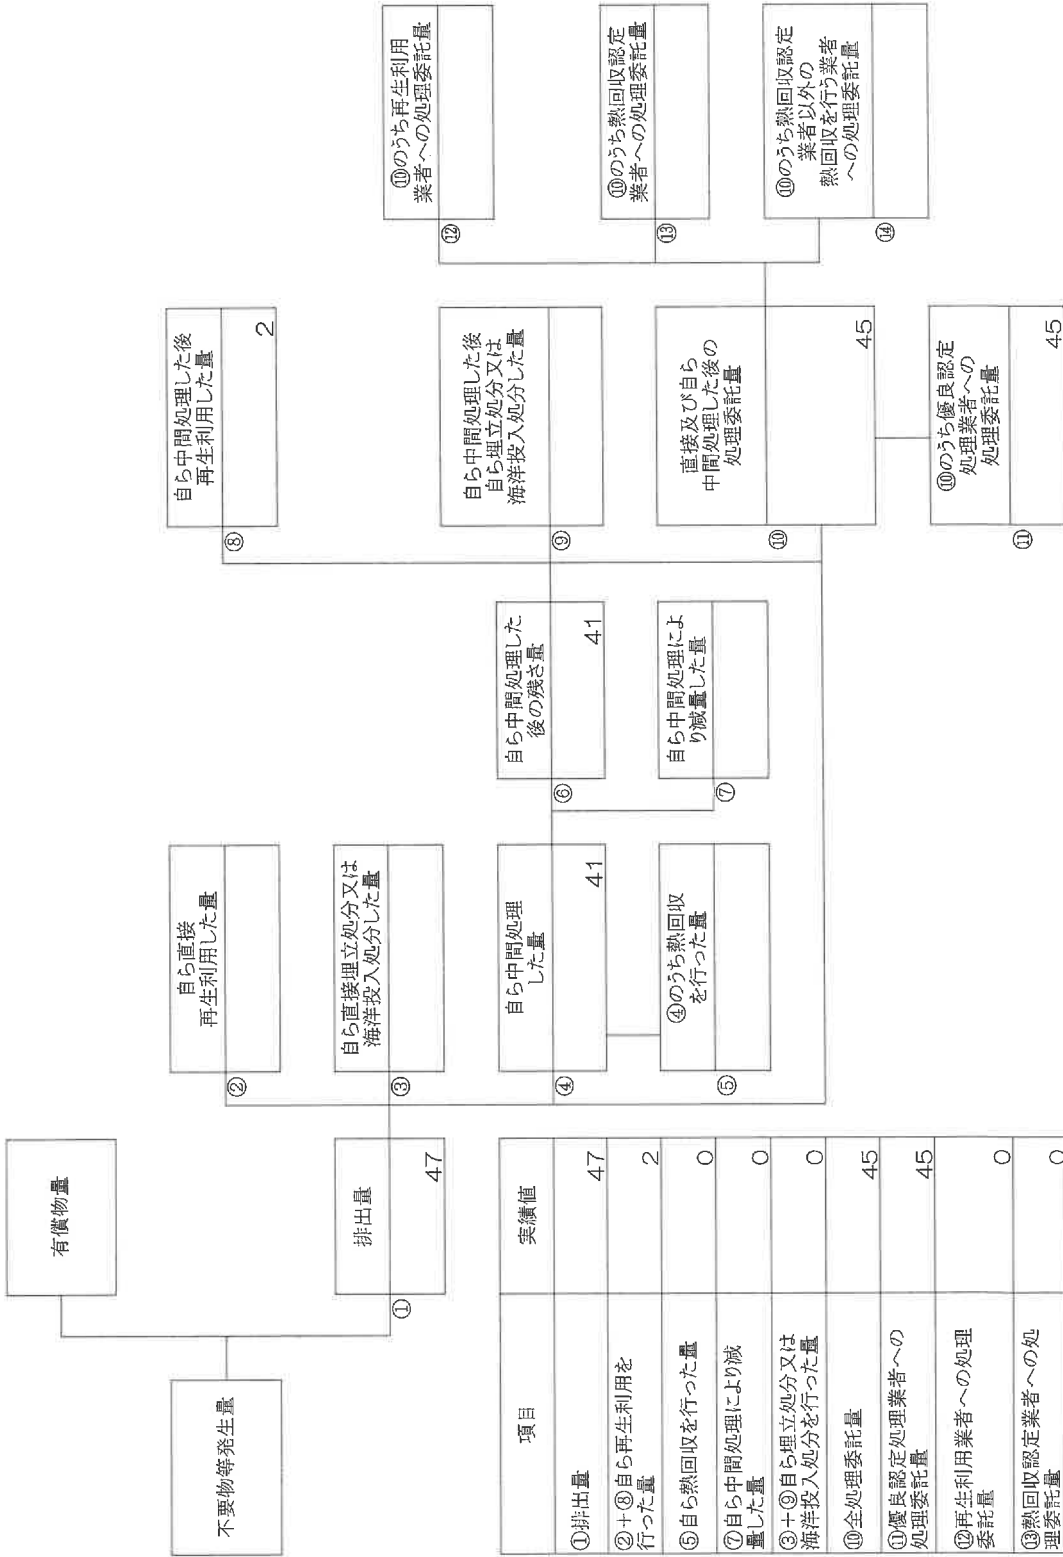 不要物等発生量
有償物量
排出量
①
47
自ら直接
再生利用した量
②
自ら直接埋立処分又は
海洋投入処分した量
③
自ら中間処理
した量
④
41
④のうち熱回収
を行った量
⑤
自ら中間処理した
後の残さ量
⑥
41
自ら中間処理によ
り減量した量
⑦
自ら中間処理した後
再生利用した量
⑧
2
自ら中間処理した後
自ら埋立処分又は
海洋投入処分した量
⑨
直接及び自ら
中間処理した後の
処理委託量
⑩
45
⑩のうち優良認定
処理業者への
処理委託量
⑪
45
⑩のうち再生利用
業者への処理委託量
⑫
⑩のうち熱回収認定
業者への処理委託量
⑬
⑩のうち熱回収認定
業者以外の
熱回収を行う業者
への処理委託量
⑭
項目 実績値
①排出量 47
②+⑧自ら再生利用を
行った量 2
⑤自ら熱回収を行った量 0
⑦自ら中間処理により減
量した量 0
③+⑨自ら埋立処分又は
海洋投入処分を行った量 0
⑩全処理委託量 45
⑪優良認定処理業者への
処理委託量 45
⑫再生利用業者への処理
委託量 0
⑬熱回収認定業者への処
理委託量 0